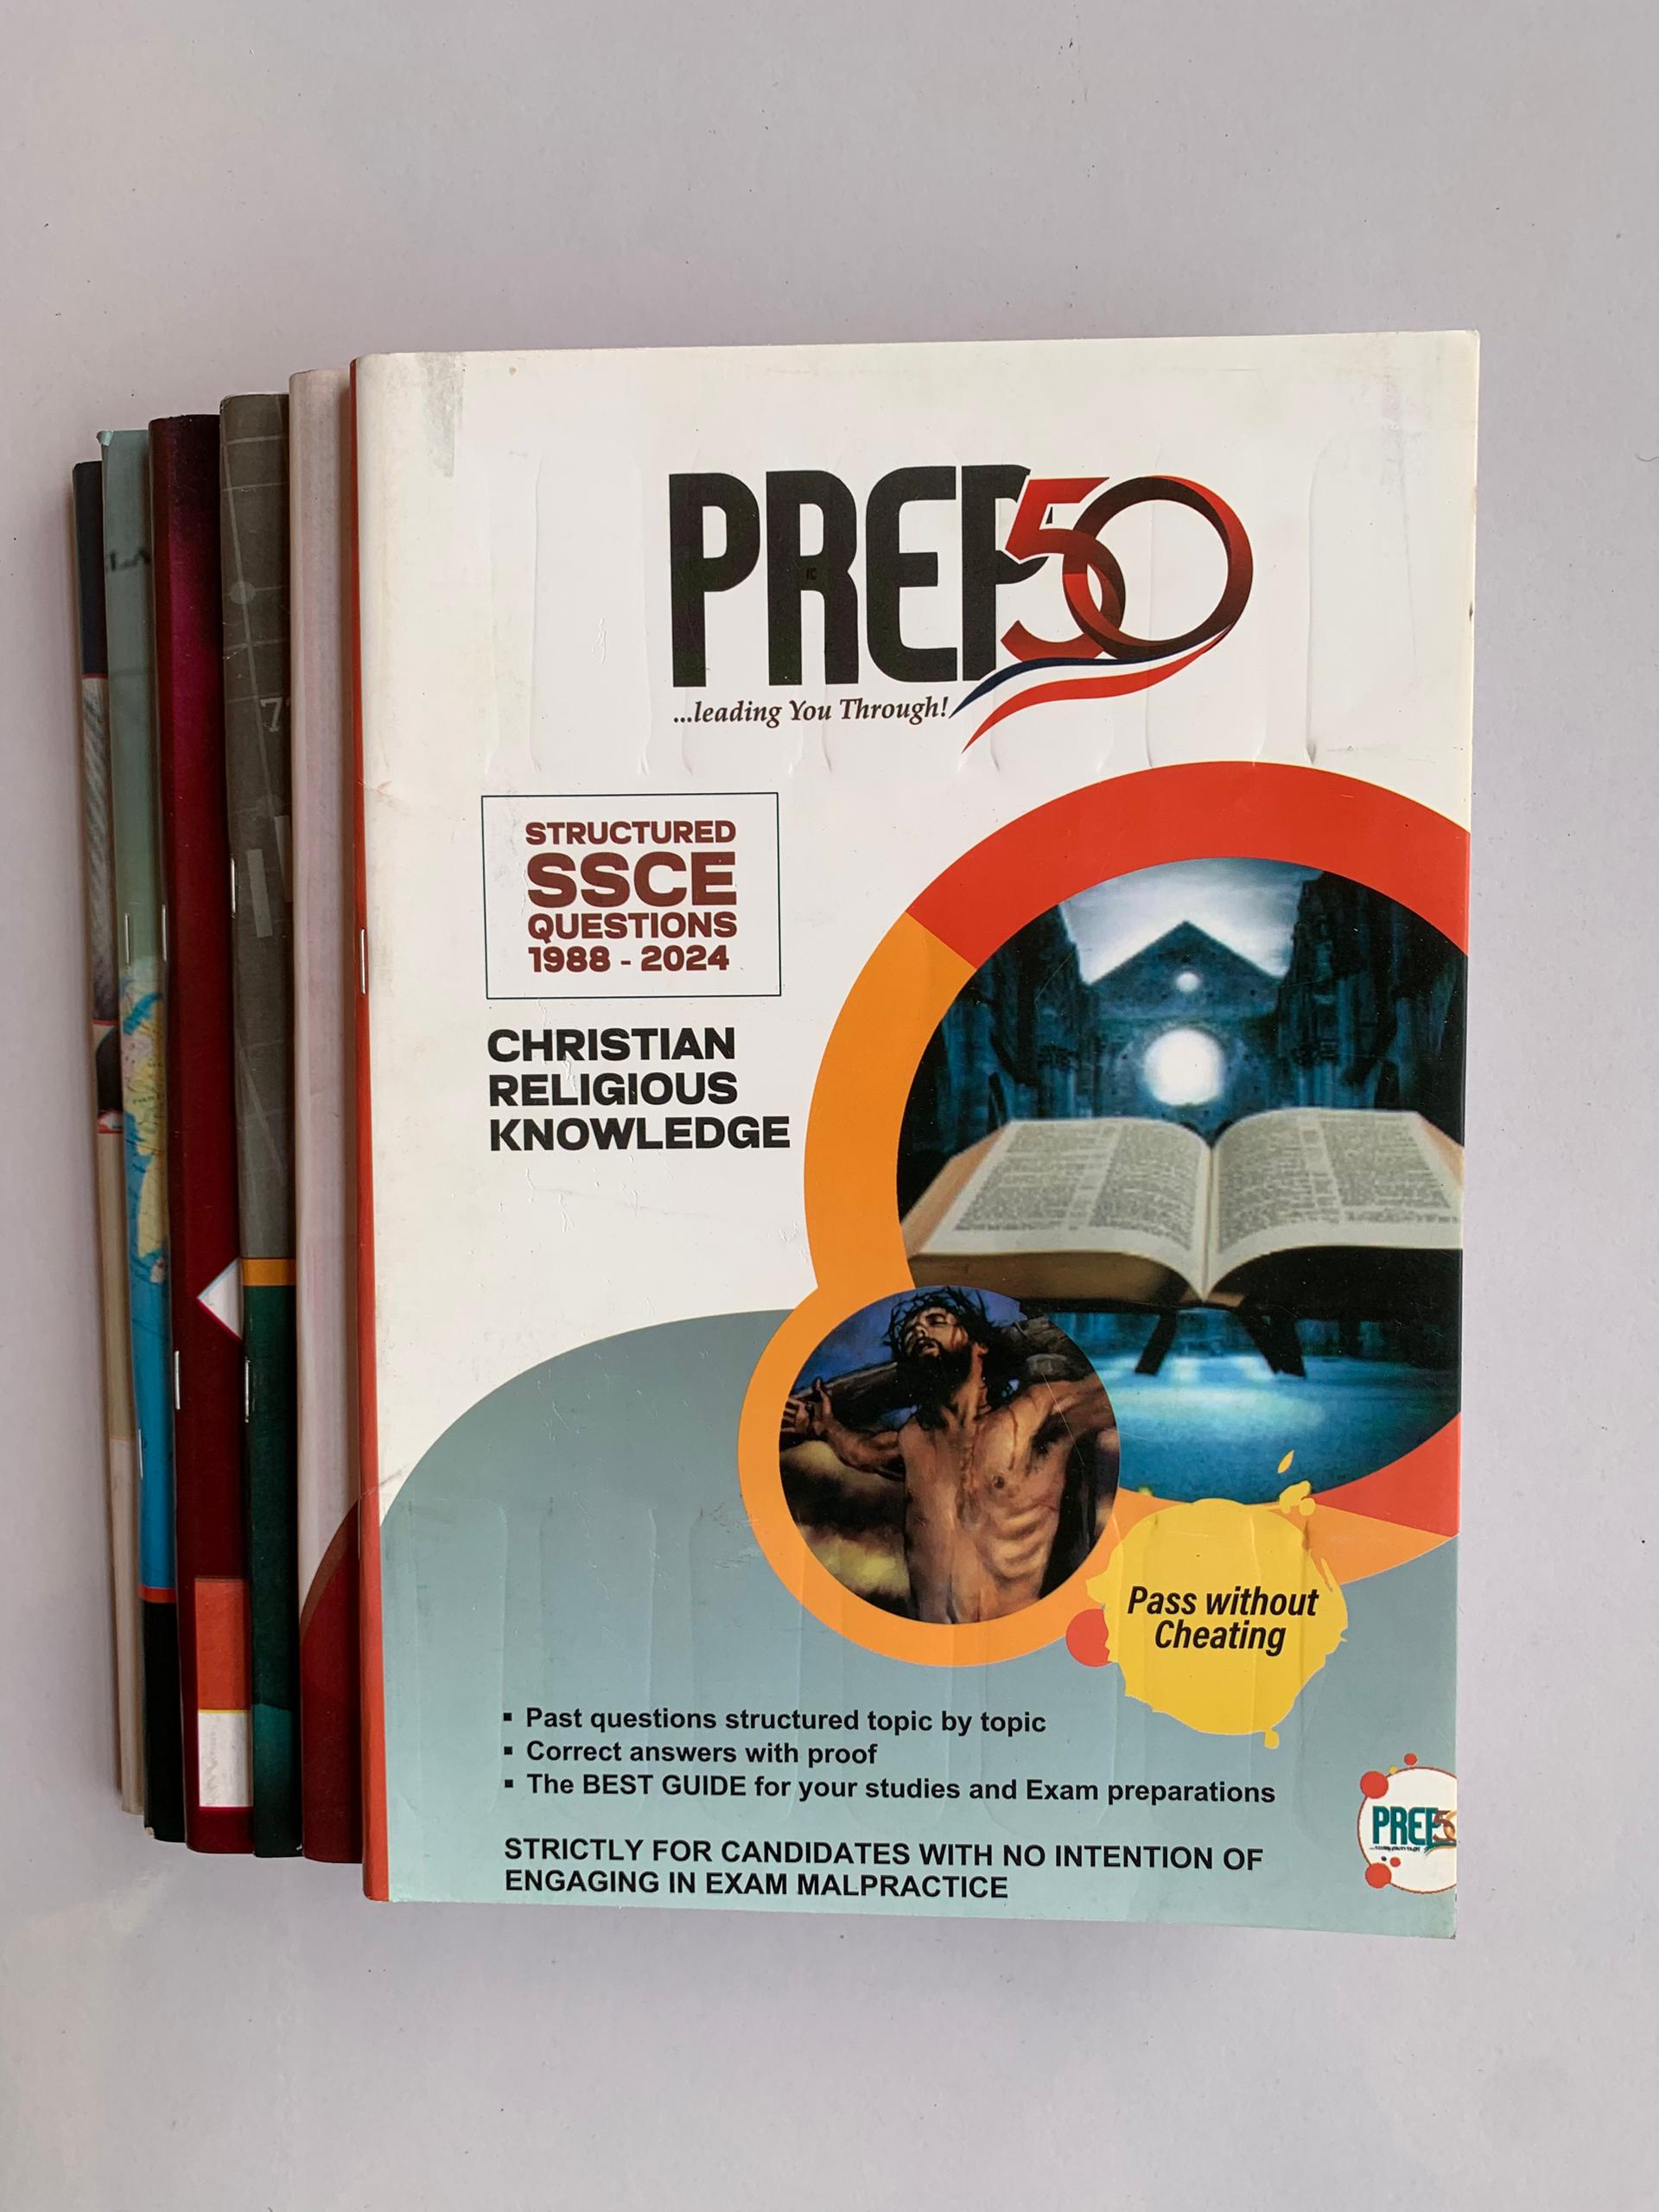 PREP50
...leading You Through!
STRUCTURED
SSCE
QUESTIONS
1988 - 2024
CHRISTIAN
RELIGIOUS
KNOWLEDGE
Pass without
Cheating
▪ Past questions structured topic by topic
▪ Correct answers with proof
▪ The BEST GUIDE for your studies and Exam preparations
STRICTLY FOR CANDIDATES WITH NO INTENTION OF
ENGAGING IN EXAM MALPRACTICE
PREP5